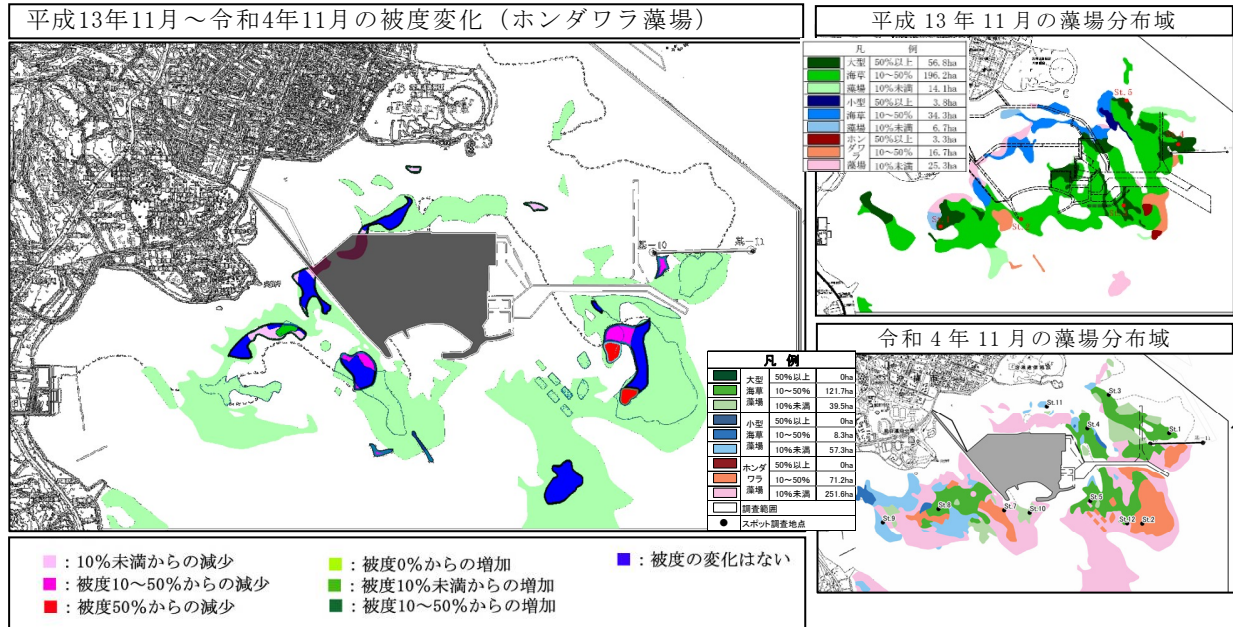 平成13年11月～令和4年11月の被度変化（ホンダワラ藻場）
基-10
基-11
：10%未満からの減少
：被度10～50%からの減少
：被度50%からの減少
：被度0%からの増加
：被度10%未満からの増加
：被度10～50%からの増加
：被度の変化はない
平成 13 年 11 月の藻場分布域
凡 例
大型 50%以上 56.8ha
海草 10～50% 196.2ha
藻場 10%未満 14.1ha
小型 50%以上 3.8ha
海草 10～50% 34.3ha
藻場 10%未満 6.7ha
ホン 50%以上 3.3ha
ダワラ 10～50% 16.7ha
藻場 10%未満 25.3ha
St.5
令和 4 年 11 月の藻場分布域
凡 例
大型 50%以上 0ha
海草 10～50% 121.7ha
藻場 10%未満 39.5ha
小型 50%以上 0ha
海草 10～50% 8.3ha
藻場 10%未満 57.3ha
ホンダ 50%以上 0ha
ワラ 10～50% 71.2ha
藻場 10%未満 251.6ha
調査範囲
スポット調査地点
St.3
St.11
St.4
St.1
St.5
St.8
St.7
St.10
St.9
St.12
St.2